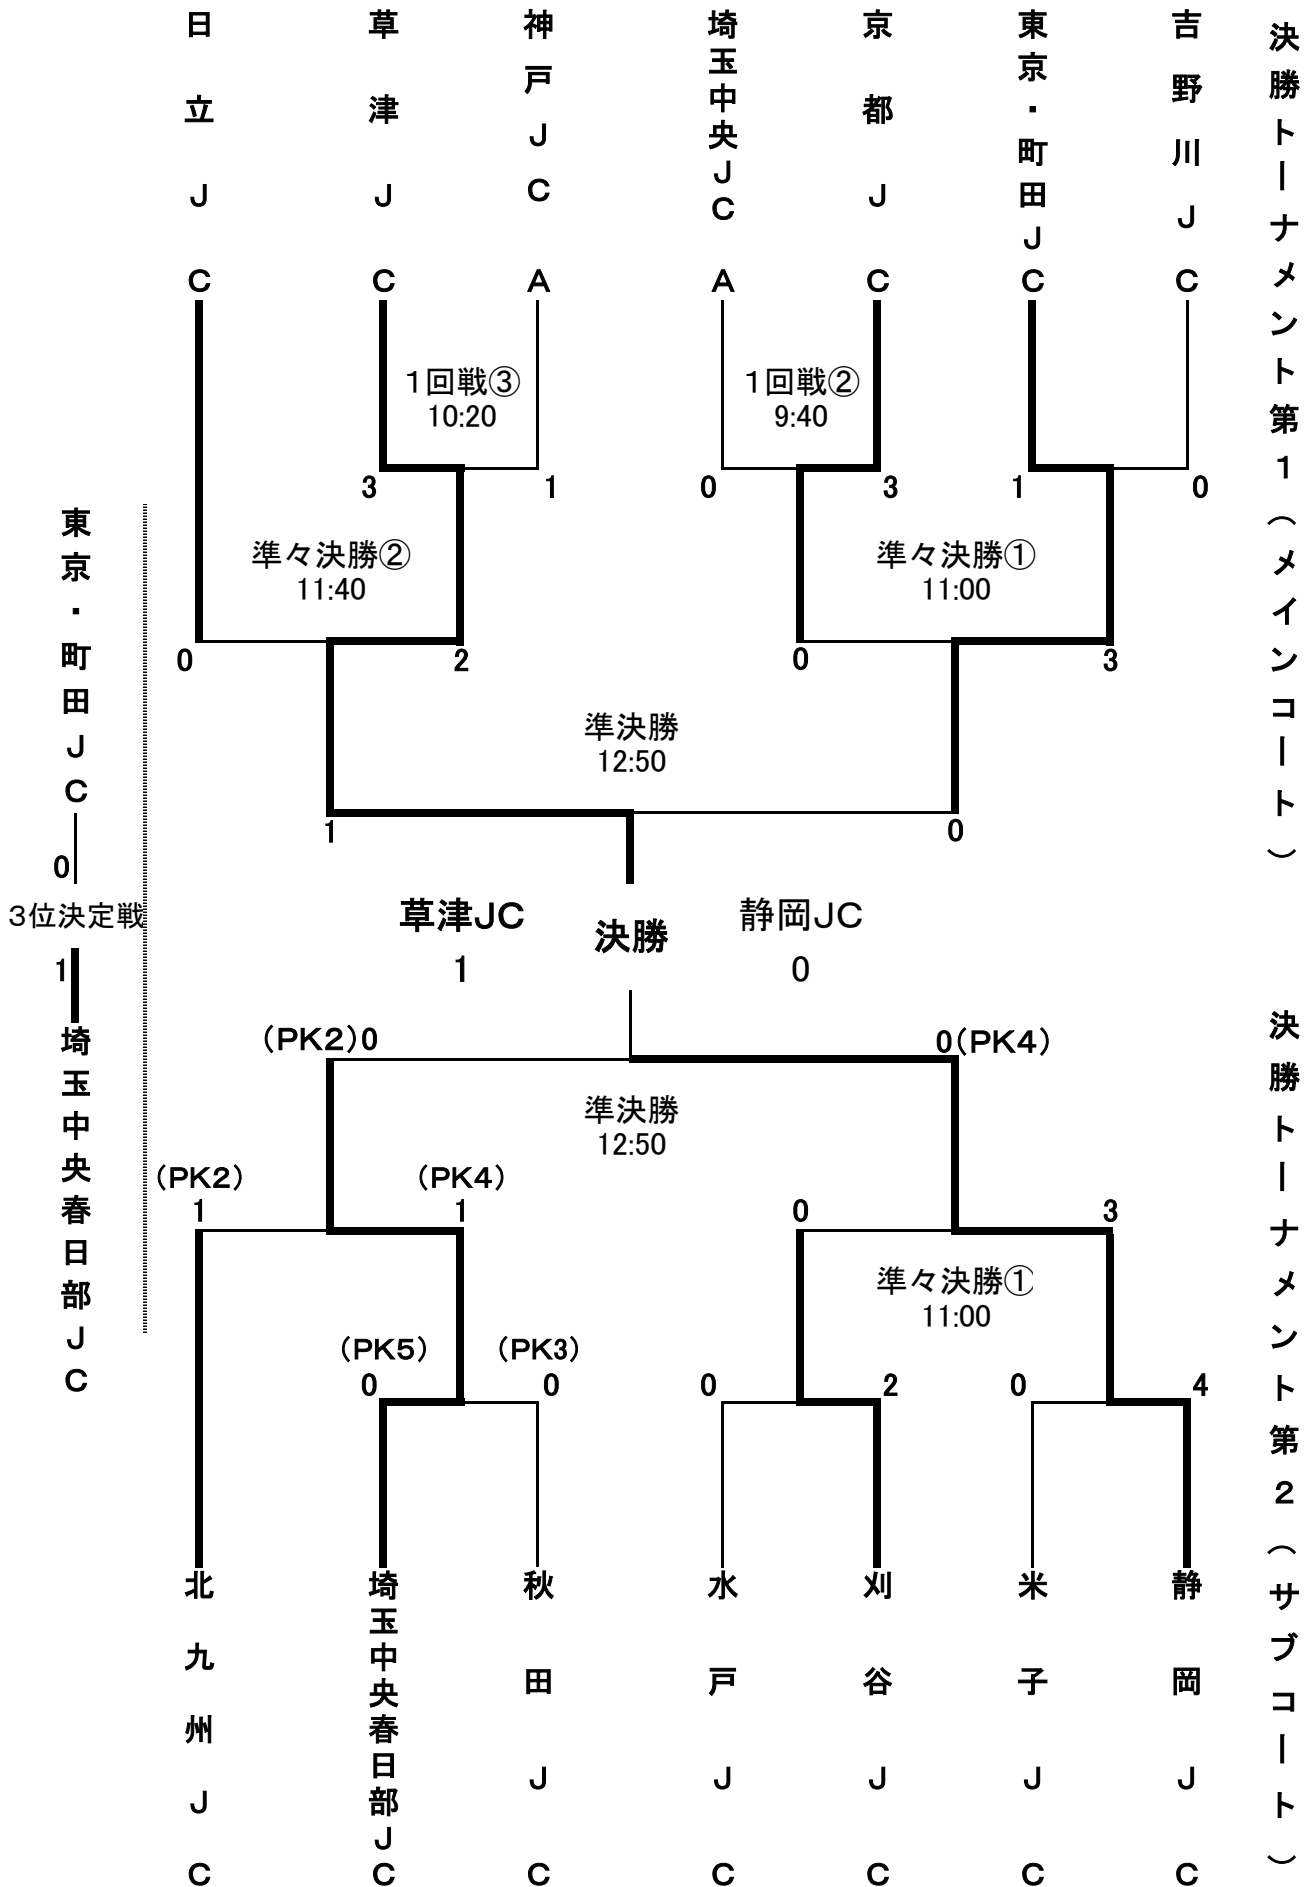 日立JC
草津JC
神戸JCA
埼玉中央JCA
京都JC
東京・町田JC
吉野川JC
決勝トーナメント第1(メインコート)
1回戦③
10:20
1回戦②
9:40
3
1
0
3
1
0
準々決勝②
11:40
準々決勝①
11:00
0
2
0
3
準決勝
12:50
1
0
東京・町田JC
0
3位決定戦
1
埼玉中央春日部JC
草津JC
決勝
静岡JC
1
0
(PK2)0
0(PK4)
準決勝
12:50
(PK2)
1
(PK4)
1
0
3
準々決勝①
11:00
(PK5)
0
(PK3)
0
0
2
0
4
北九州JC
埼玉中央春日部JC
秋田JC
水戸JC
刈谷JC
米子JC
静岡JC
決勝トーナメント第2(サブコート)